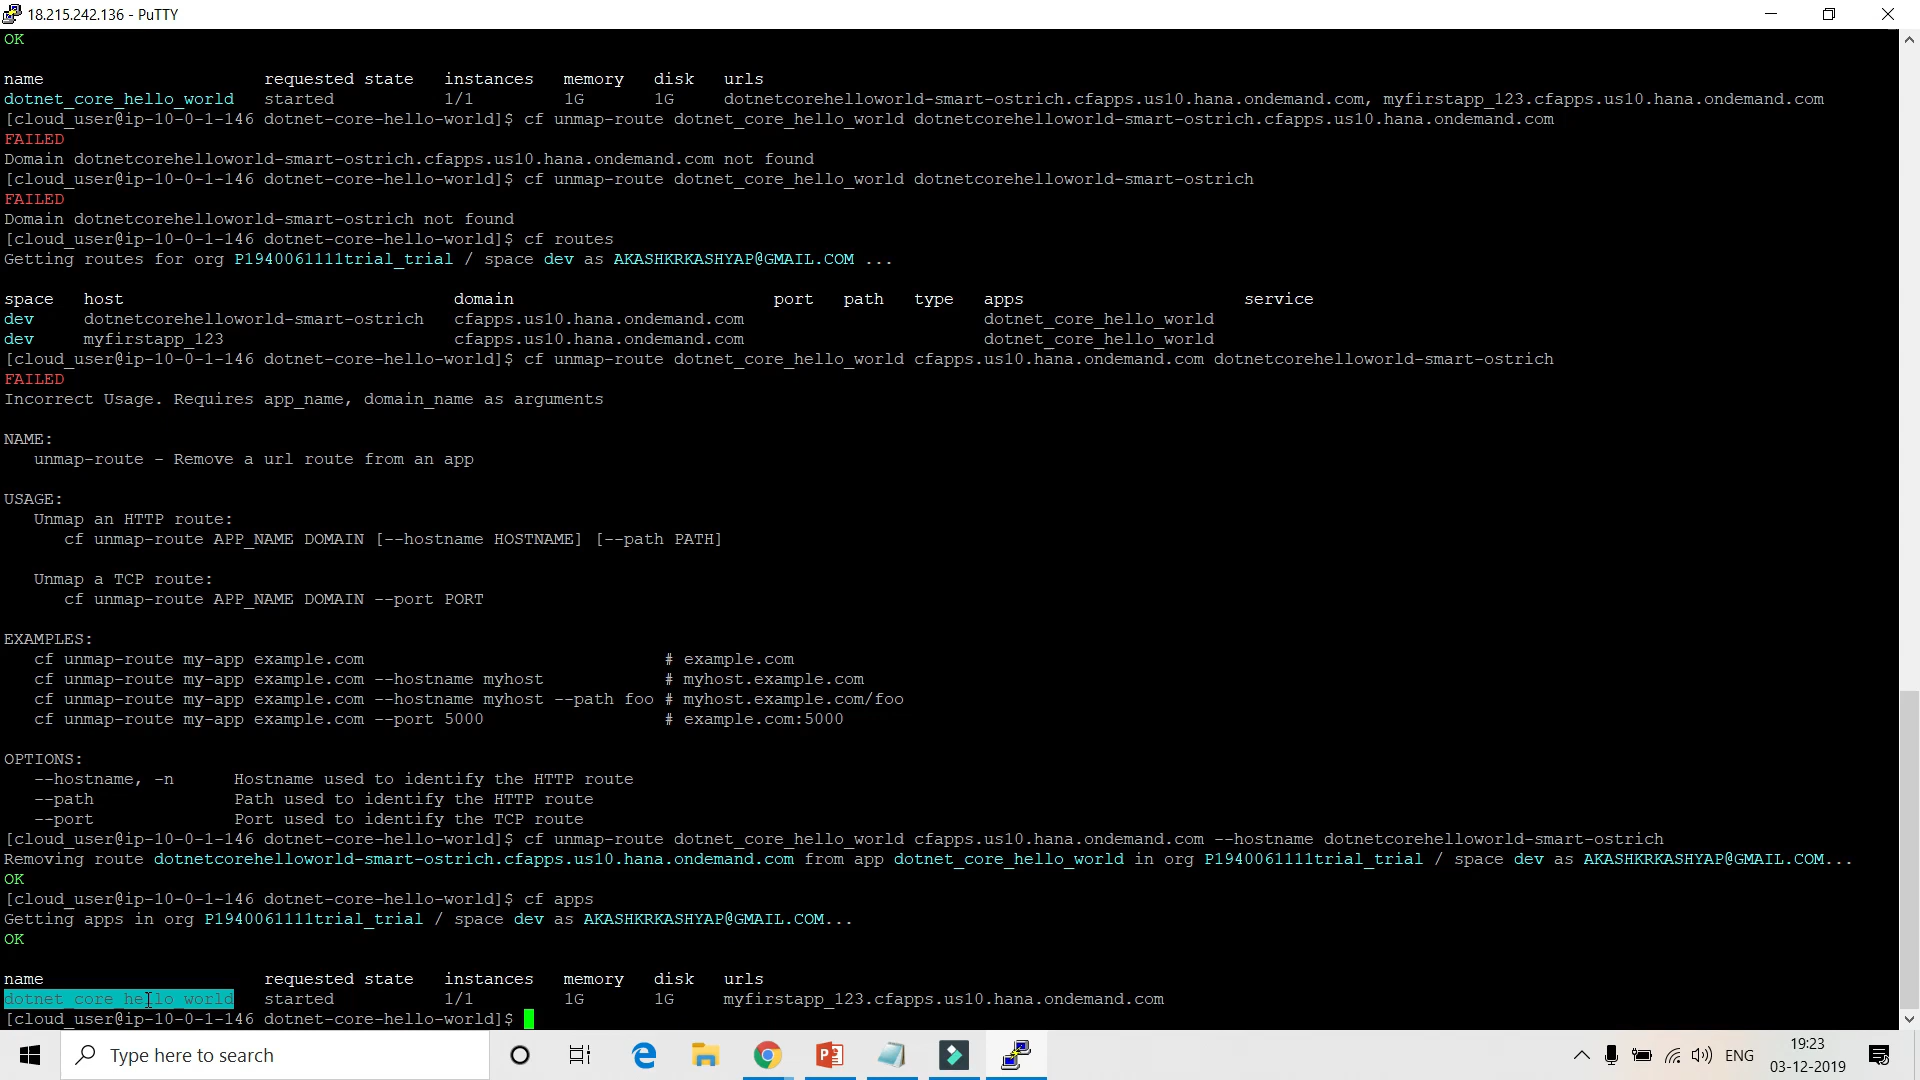 18.215.242.136 - PuTTY
OK
name requested state instances memory disk urls
dotnet_core_hello_world started 1/1 1G 1G dotnetcorehelloworld-smart-ostrich.cfapps.us10.hana.ondemand.com, myfirstapp_123.cfapps.us10.hana.ondemand.com
[cloud_user@ip-10-0-1-146 dotnet-core-hello-world]$ cf unmap-route dotnet_core_hello_world dotnetcorehelloworld-smart-ostrich.cfapps.us10.hana.ondemand.com
FAILED
Domain dotnetcorehelloworld-smart-ostrich.cfapps.us10.hana.ondemand.com not found
[cloud_user@ip-10-0-1-146 dotnet-core-hello-world]$ cf unmap-route dotnet_core_hello_world dotnetcorehelloworld-smart-ostrich
FAILED
Domain dotnetcorehelloworld-smart-ostrich not found
[cloud_user@ip-10-0-1-146 dotnet-core-hello-world]$ cf routes
Getting routes for org P1940061111trial_trial / space dev as AKASHKRKASHYAP@GMAIL.COM ...
space host domain port path type apps service
dev dotnetcorehelloworld-smart-ostrich cfapps.us10.hana.ondemand.com dotnet_core_hello_world
dev myfirstapp_123 cfapps.us10.hana.ondemand.com dotnet_core_hello_world
[cloud_user@ip-10-0-1-146 dotnet-core-hello-world]$ cf unmap-route dotnet_core_hello_world cfapps.us10.hana.ondemand.com dotnetcorehelloworld-smart-ostrich
FAILED
Incorrect Usage. Requires app_name, domain_name as arguments
NAME:
unmap-route - Remove a url route from an app
USAGE:
Unmap an HTTP route:
cf unmap-route APP_NAME DOMAIN [--hostname HOSTNAME] [--path PATH]
Unmap a TCP route:
cf unmap-route APP_NAME DOMAIN --port PORT
EXAMPLES:
cf unmap-route my-app example.com # example.com
cf unmap-route my-app example.com --hostname myhost # myhost.example.com
cf unmap-route my-app example.com --hostname myhost --path foo # myhost.example.com/foo
cf unmap-route my-app example.com --port 5000 # example.com:5000
OPTIONS:
--hostname, -n Hostname used to identify the HTTP route
--path Path used to identify the HTTP route
--port Port used to identify the TCP route
[cloud_user@ip-10-0-1-146 dotnet-core-hello-world]$ cf unmap-route dotnet_core_hello_world cfapps.us10.hana.ondemand.com --hostname dotnetcorehelloworld-smart-ostrich
Removing route dotnetcorehelloworld-smart-ostrich.cfapps.us10.hana.ondemand.com from app dotnet_core_hello_world in org P1940061111trial_trial / space dev as AKASHKRKASHYAP@GMAIL.COM...
OK
[cloud_user@ip-10-0-1-146 dotnet-core-hello-world]$ cf apps
Getting apps in org P1940061111trial_trial / space dev as AKASHKRKASHYAP@GMAIL.COM...
OK
name requested state instances memory disk urls
dotnet_core_hello_world started 1/1 1G 1G myfirstapp_123.cfapps.us10.hana.ondemand.com
[cloud_user@ip-10-0-1-146 dotnet-core-hello-world]$
Type here to search
ENG
19:23
03-12-2019